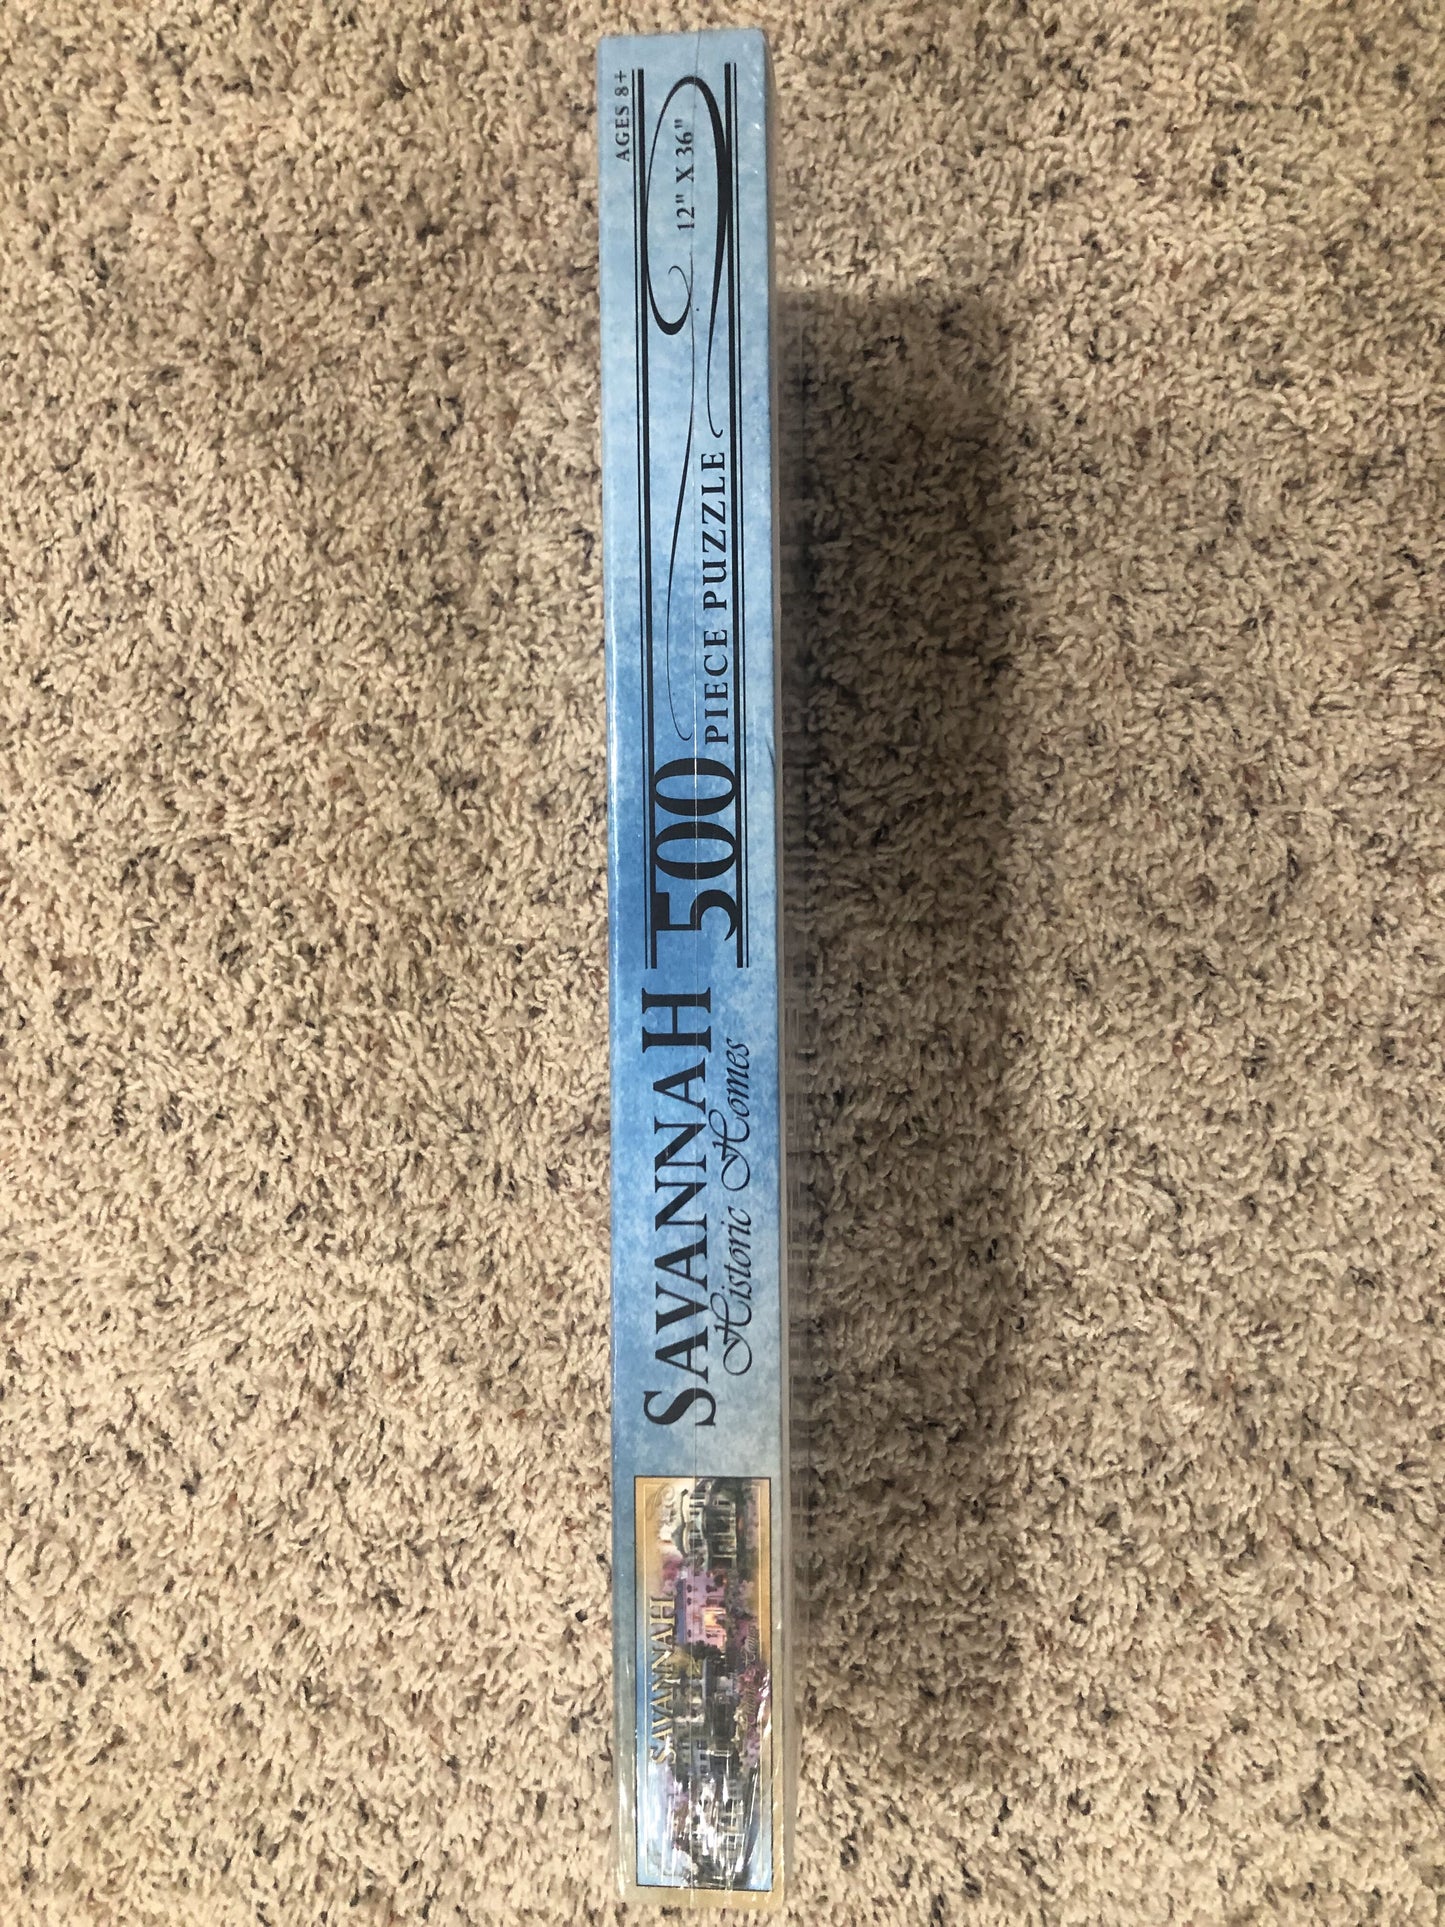 SAVANNAH
Historic Homes
500 PIECE PUZZLE
12" X 36"
AGES 8+
SAVANNAH